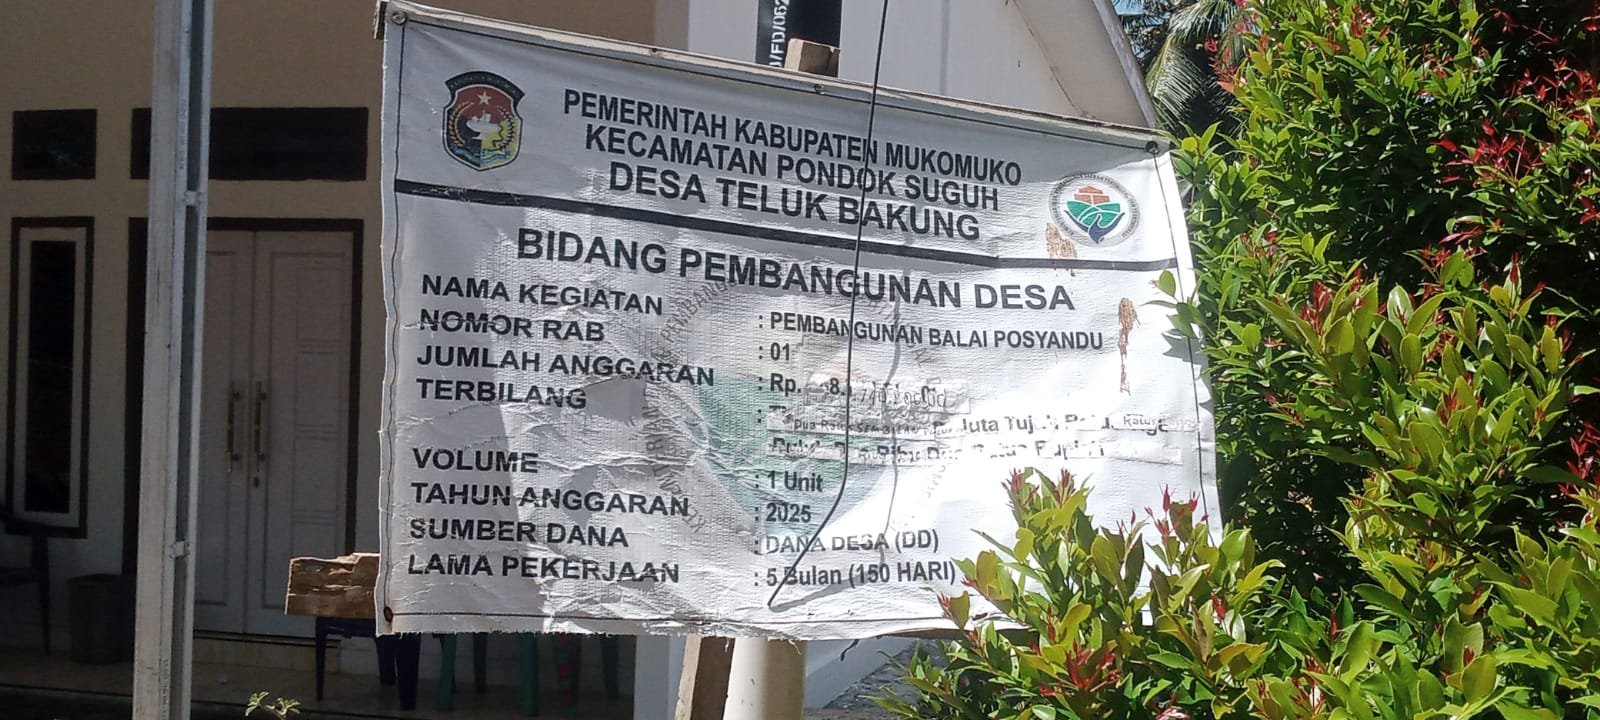 PEMERINTAH KABUPATEN MUKOMUKO
KECAMATAN PONDOK SUGUH
DESA TELUK BAKUNG
BIDANG PEMBANGUNAN DESA
NAMA KEGIATAN : PEMBANGUNAN BALAI POSYANDU
NOMOR RAB : 01
JUMLAH ANGGARAN : Rp.
TERBILANG :
VOLUME : 1 Unit
TAHUN ANGGARAN : 2025
SUMBER DANA : DANA DESA (DD)
LAMA PEKERJAAN : 5 Bulan (150 HARI)